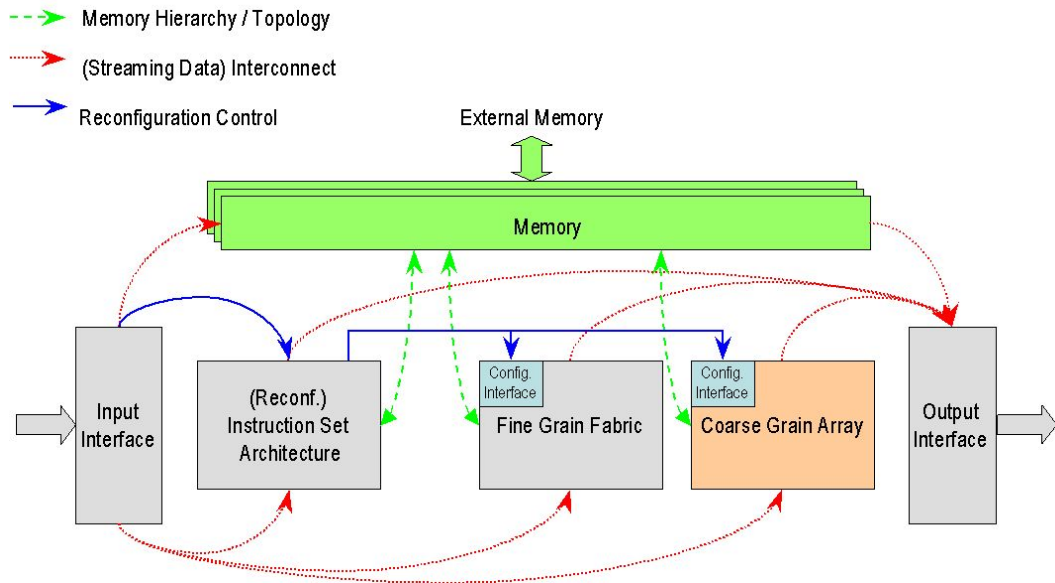 Memory Hierarchy / Topology
(Streaming Data) Interconnect
Reconfiguration Control
External Memory
Memory
Input
Interface
(Reconf.)
Instruction Set
Architecture
Config.
Interface
Fine Grain Fabric
Config.
Interface
Coarse Grain Array
Output
Interface